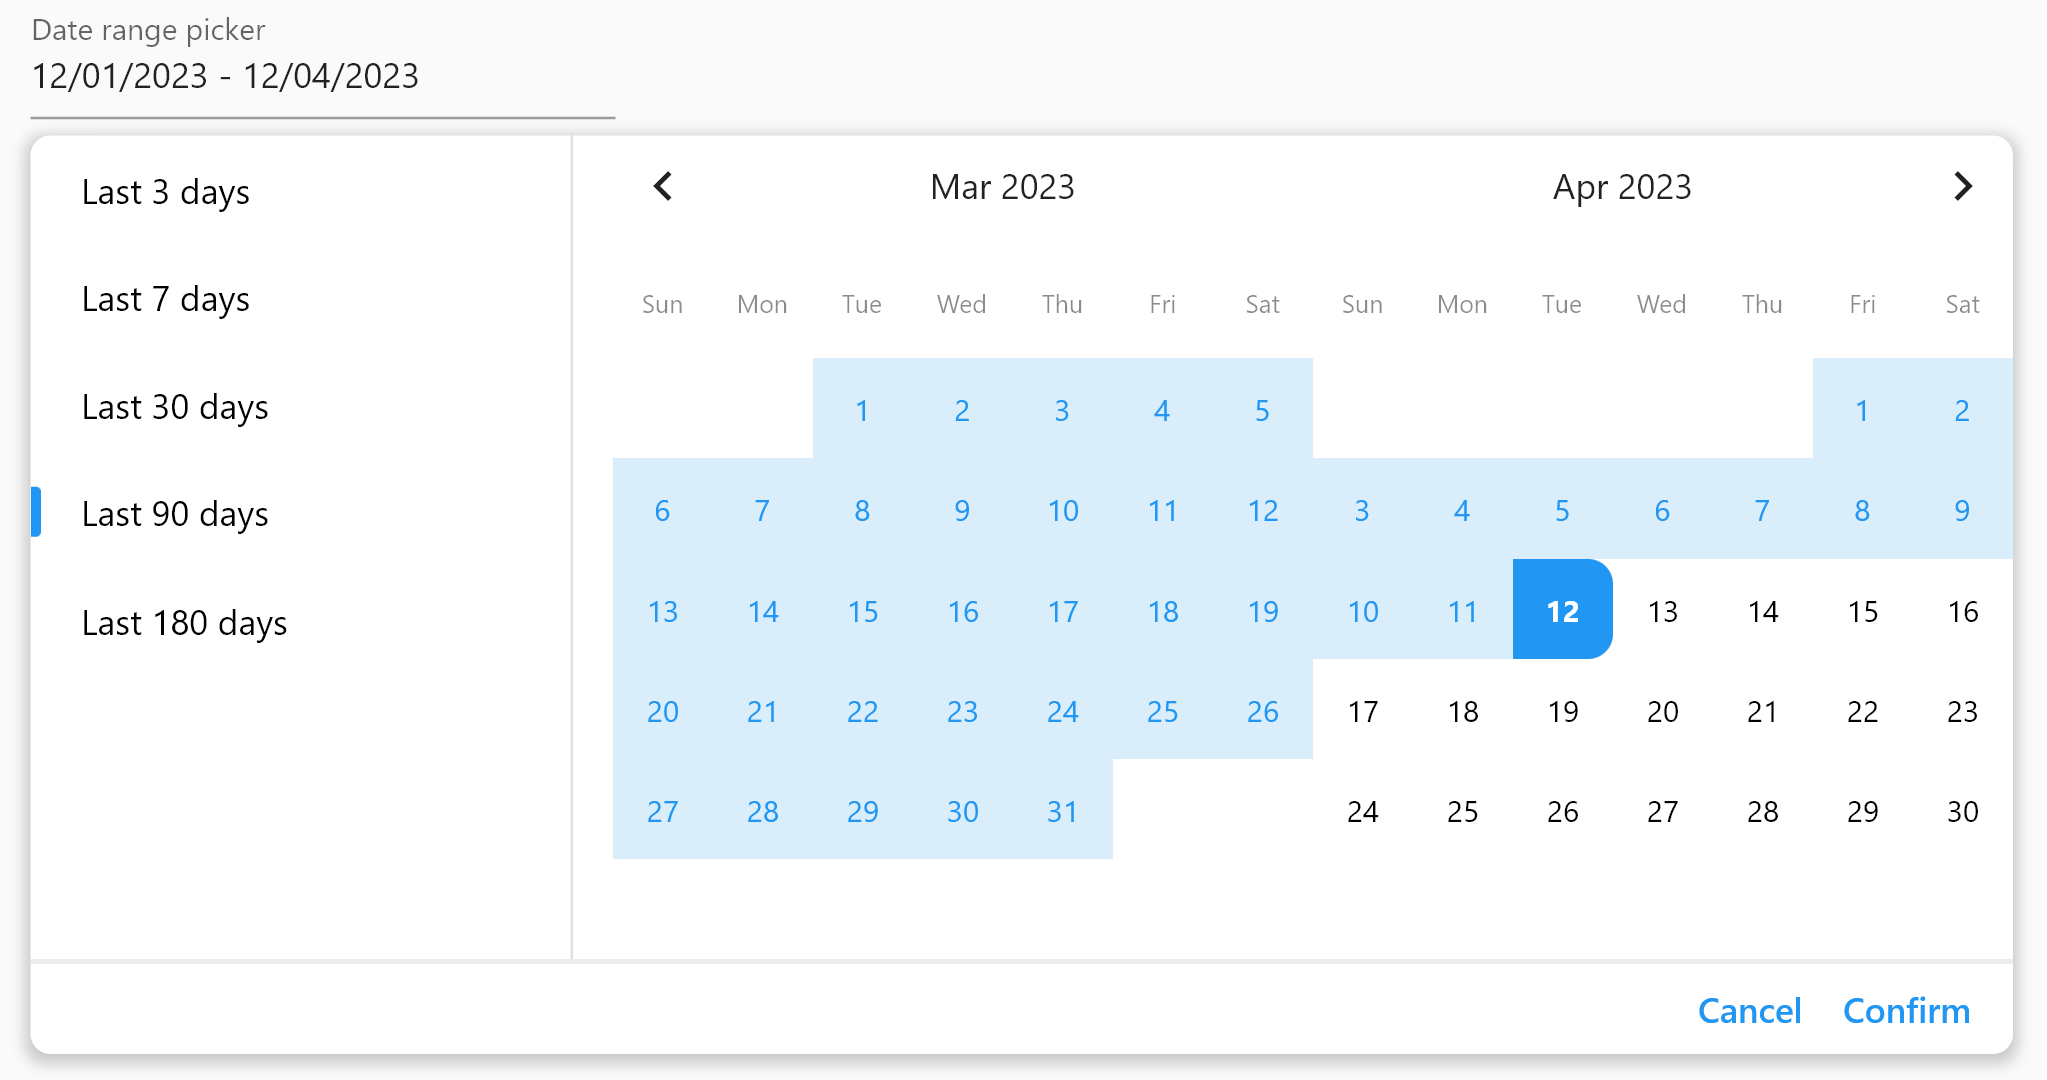 Date range picker
12/01/2023 - 12/04/2023
Last 3 days
Last 7 days
Last 30 days
Last 90 days
Last 180 days
Mar 2023
Sun Mon Tue Wed Thu Fri Sat
1 2 3 4 5
6 7 8 9 10 11 12
13 14 15 16 17 18 19
20 21 22 23 24 25 26
27 28 29 30 31
Apr 2023
Sun Mon Tue Wed Thu Fri Sat
1 2
3 4 5 6 7 8 9
10 11 12 13 14 15 16
17 18 19 20 21 22 23
24 25 26 27 28 29 30
Cancel Confirm